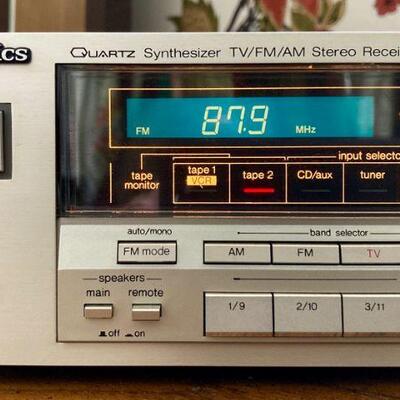 ics Quartz Synthesizer TV/FM/AM Stereo Recei
FM 87.9 MHz
input selecto
tape monitor
tape 1 VCR
tape 2
CD/aux
tuner
auto/mono
band selector
FM mode
AM
FM
TV
speakers
main remote
1/9
2/10
3/11
off on